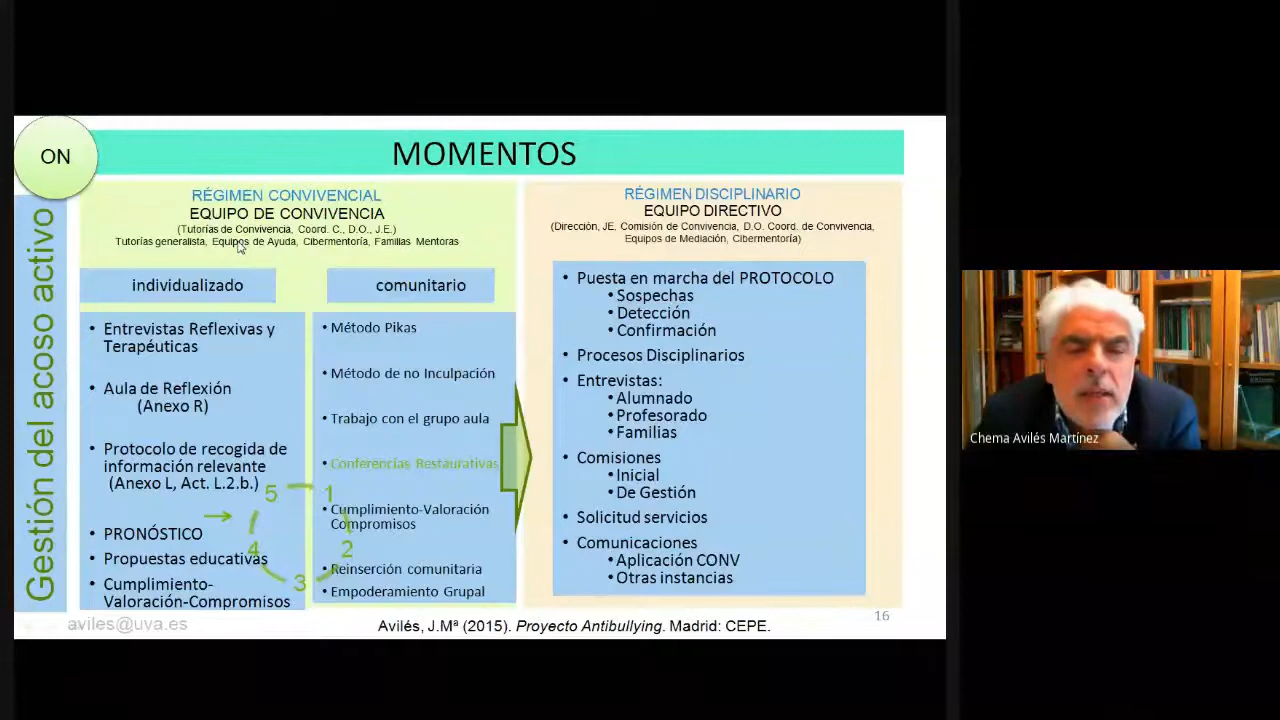 ON
MOMENTOS
Gestión del acoso activo
RÉGIMEN CONVIVENCIAL
EQUIPO DE CONVIVENCIA
(Tutorías de Convivencia, Coord. C., D.O., J.E.)
Tutorías generalista, Equipos de Ayuda, Cibermentoría, Familias Mentoras
individualizado
• Entrevistas Reflexivas y
Terapéuticas
• Aula de Reflexión
(Anexo R)
• Protocolo de recogida de
información relevante
(Anexo L, Act. L.2.b.)
• PRONÓSTICO
• Propuestas educativas
• Cumplimiento-
Valoración-Compromisos
comunitario
• Método Pikas
• Método de no Inculpación
• Trabajo con el grupo aula
• Conferencias Restaurativas
• Cumplimiento-Valoración
Compromisos
• Reinserción comunitaria
• Empoderamiento Grupal
5
1
4
2
3
RÉGIMEN DISCIPLINARIO
EQUIPO DIRECTIVO
(Dirección, JE. Comisión de Convivencia, D.O. Coord. de Convivencia,
Equipos de Mediación, Cibermentoría)
• Puesta en marcha del PROTOCOLO
• Sospechas
• Detección
• Confirmación
• Procesos Disciplinarios
• Entrevistas:
• Alumnado
• Profesorado
• Familias
• Comisiones
• Inicial
• De Gestión
• Solicitud servicios
• Comunicaciones
• Aplicación CONV
• Otras instancias
aviles@uva.es
Avilés, J.Mª (2015). Proyecto Antibullying. Madrid: CEPE.
16
Chema Avilés Martínez